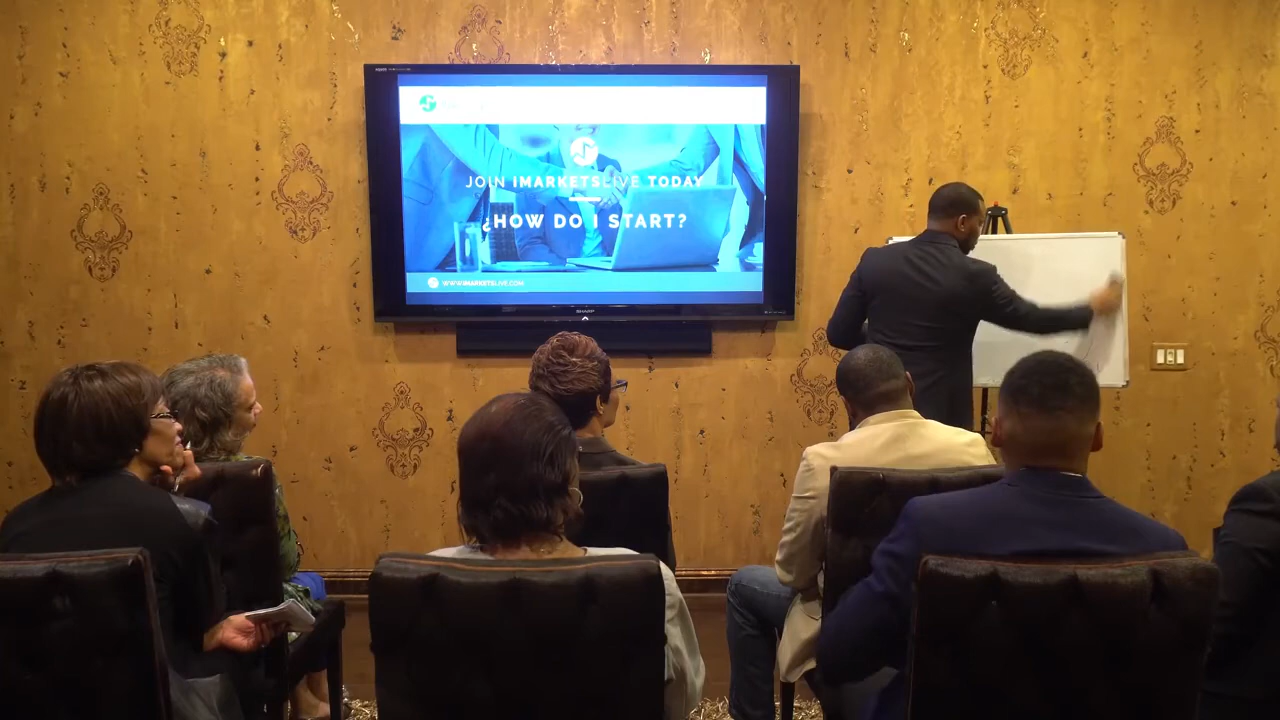 JOIN IMARKETSLIVE TODAY
¿HOW DO I START?
WWW.IMARKETSLIVE.COM
SHARP